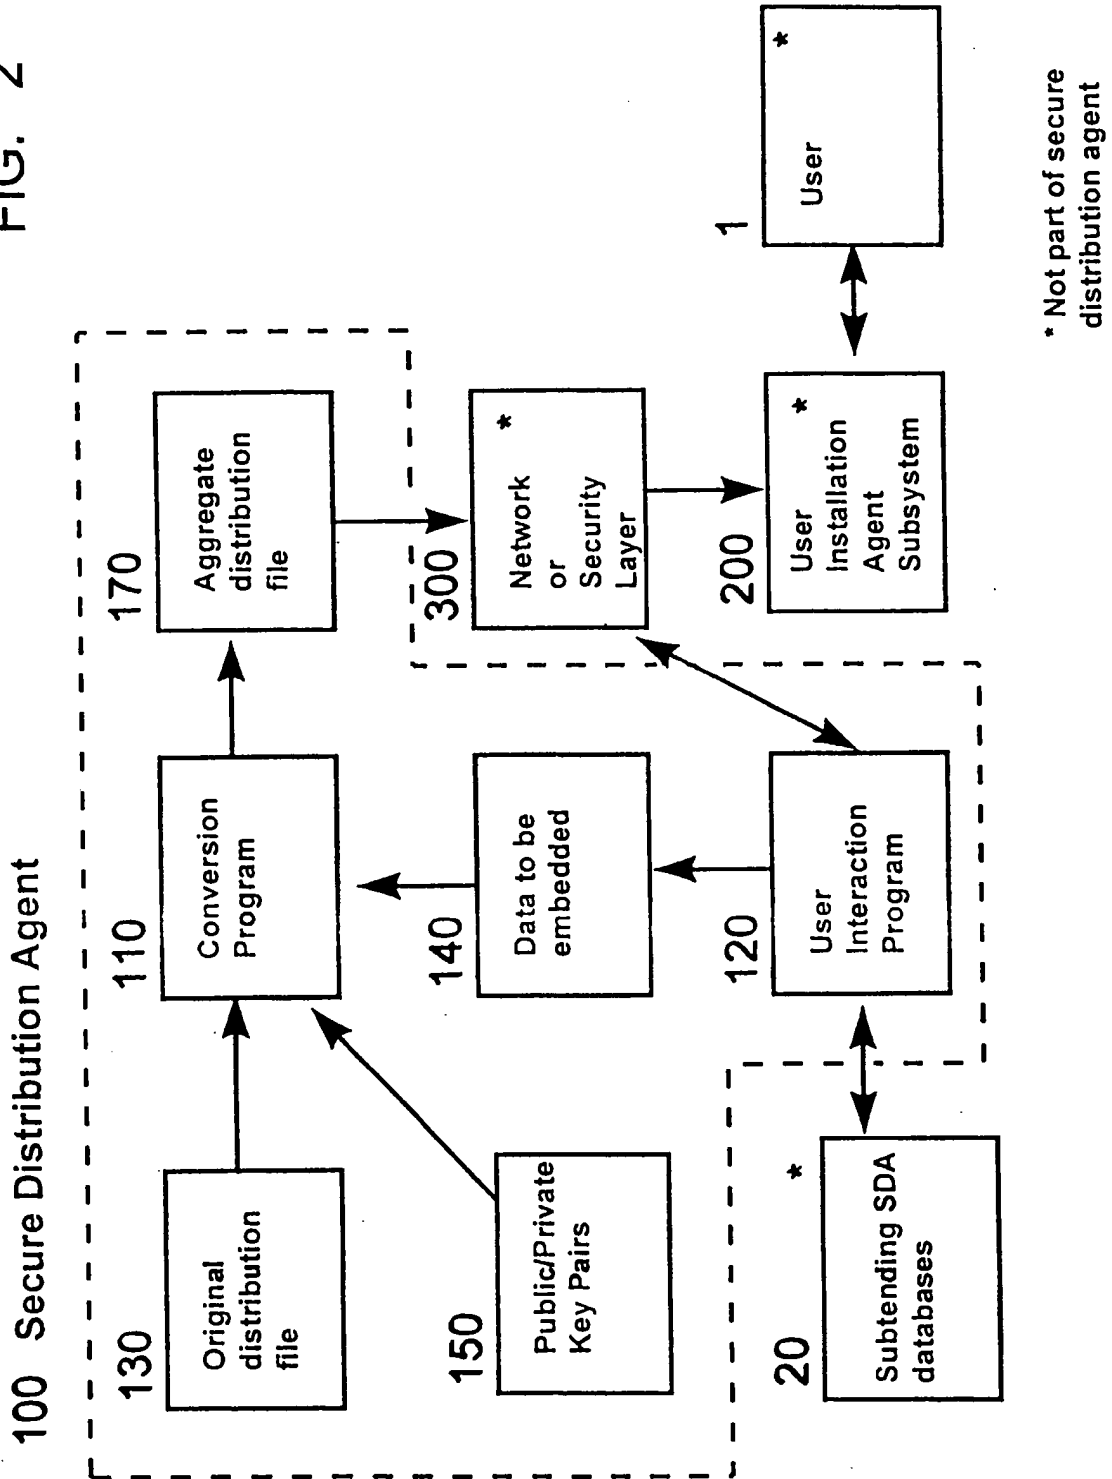 FIG. 2
100 Secure Distribution Agent
130
Original
distribution
file
110
Conversion
Program
170
Aggregate
distribution
file
150
Public/Private
Key Pairs
140
Data to be
embedded
300
Network *
or
Security
Layer
20 *
Subtending SDA
databases
120
User
Interaction
Program
200
User *
Installation
Agent
Subsystem
1
User *
* Not part of secure
distribution agent